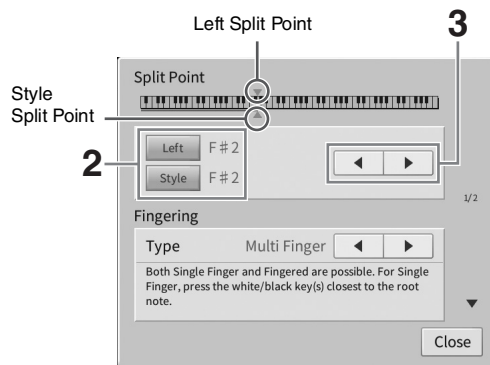 Left Split Point
3
Split Point
Style
Split Point
2
Left F♯2
Style F♯2
1/2
Fingering
Type Multi Finger
Both Single Finger and Fingered are possible. For Single
Finger, press the white/black key(s) closest to the root
note.
Close